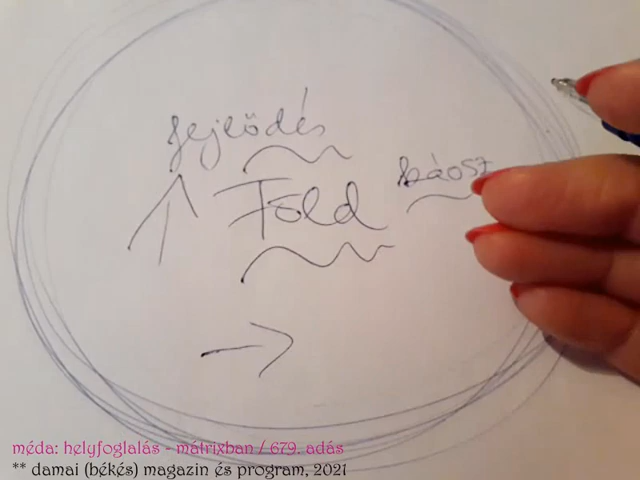 fejlődés
Föld
káosz
méda: helyfoglalás - mátrixban / 679. adás
** damai (békés) magazin és program, 2021